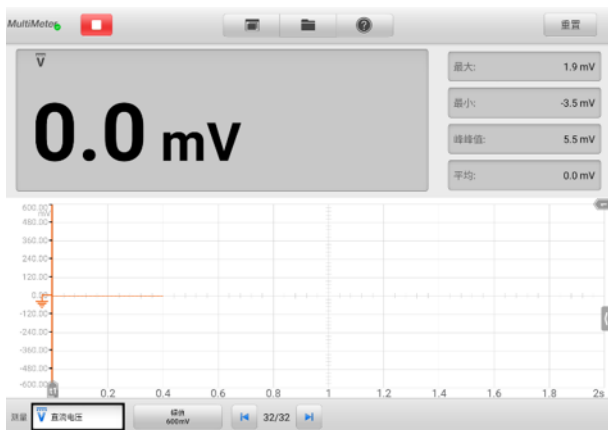 MultiMeter
重置
V
0.0 mV
最大: 1.9 mV
最小: -3.5 mV
峰峰值: 5.5 mV
平均: 0.0 mV
600.00
mV
480.00
360.00
240.00
120.00
0.00
-120.00
-240.00
-360.00
-480.00
-600.00
0.2 0.4 0.6 0.8 1 1.2 1.4 1.6 1.8 2s
测量 V 直流电压
600mV
32/32